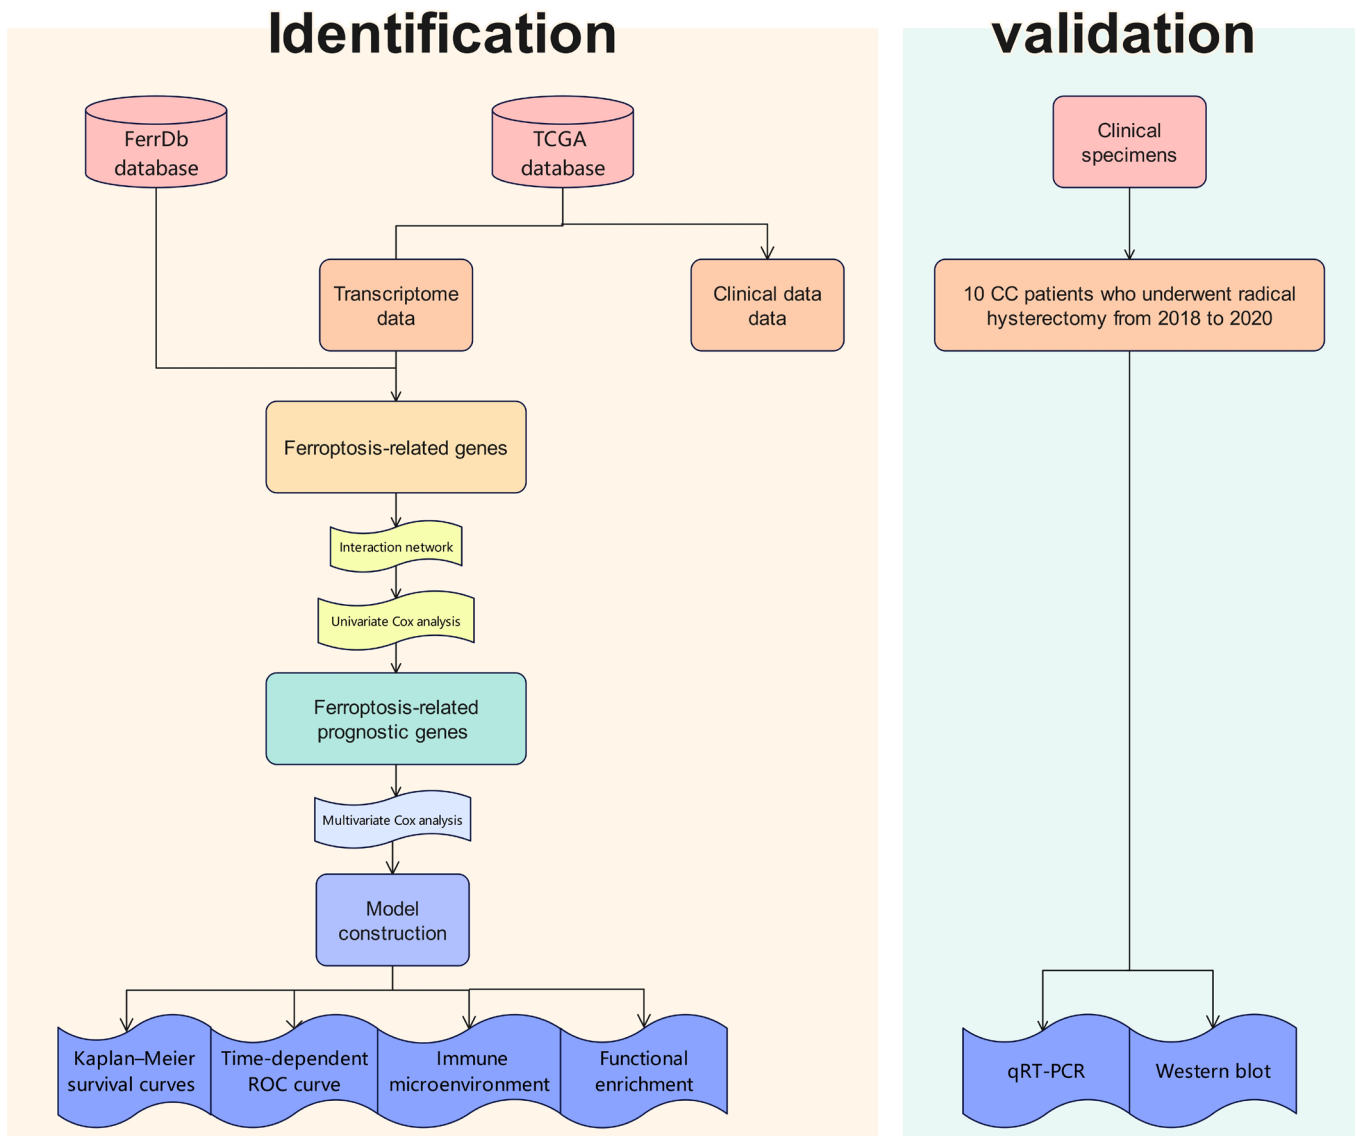 Identification
FerrDb
database
TCGA
database
Transcriptome
data
Clinical data
data
Ferroptosis-related genes
Interaction network
Univariate Cox analysis
Ferroptosis-related
prognostic genes
Multivariate Cox analysis
Model
construction
Kaplan–Meier
survival curves
Time-dependent
ROC curve
Immune
microenvironment
Functional
enrichment
validation
Clinical
specimens
10 CC patients who underwent radical
hysterectomy from 2018 to 2020
qRT-PCR
Western blot